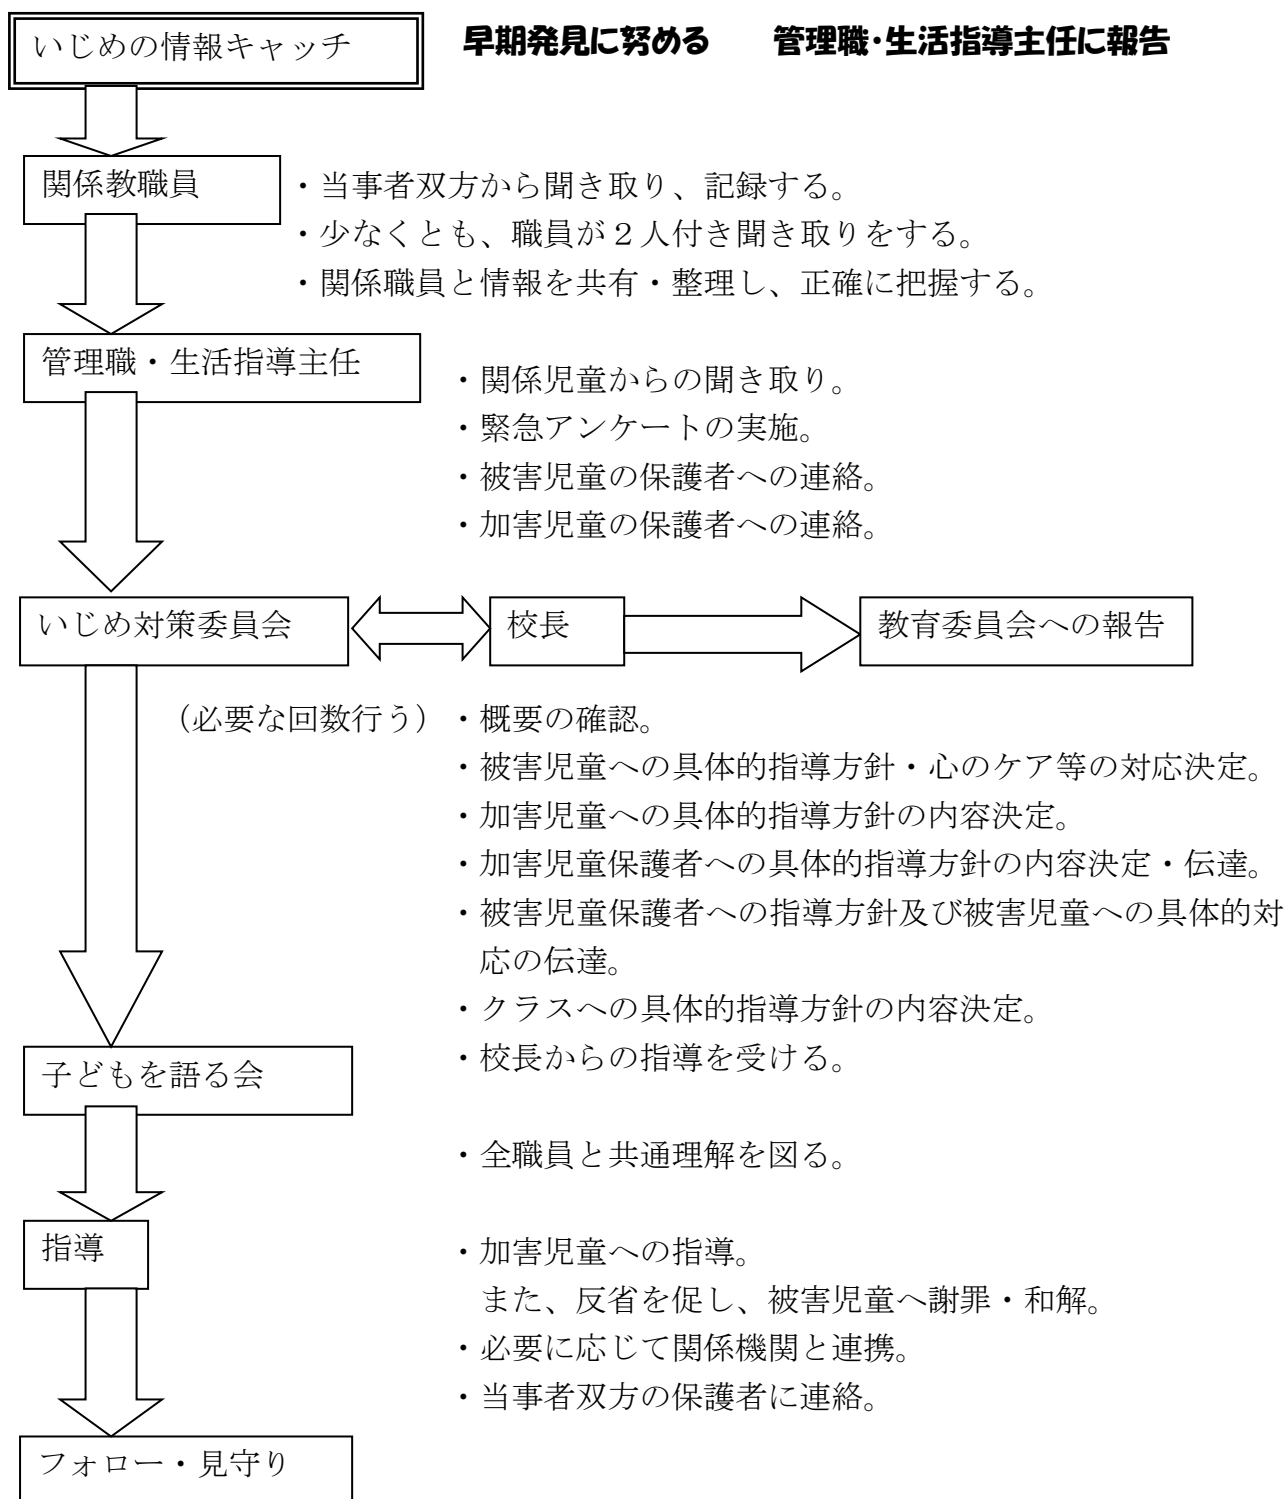 いじめの情報キャッチ
早期発見に努める　　管理職・生活指導主任に報告
関係教職員
・当事者双方から聞き取り、記録する。
・少なくとも、職員が２人付き聞き取りをする。
・関係職員と情報を共有・整理し、正確に把握する。
管理職・生活指導主任
・関係児童からの聞き取り。
・緊急アンケートの実施。
・被害児童の保護者への連絡。
・加害児童の保護者への連絡。
いじめ対策委員会
校長
教育委員会への報告
（必要な回数行う）・概要の確認。
・被害児童への具体的指導方針・心のケア等の対応決定。
・加害児童への具体的指導方針の内容決定。
・加害児童保護者への具体的指導方針の内容決定・伝達。
・被害児童保護者への指導方針及び被害児童への具体的対
応の伝達。
・クラスへの具体的指導方針の内容決定。
・校長からの指導を受ける。
子どもを語る会
・全職員と共通理解を図る。
指導
・加害児童への指導。
また、反省を促し、被害児童へ謝罪・和解。
・必要に応じて関係機関と連携。
・当事者双方の保護者に連絡。
フォロー・見守り